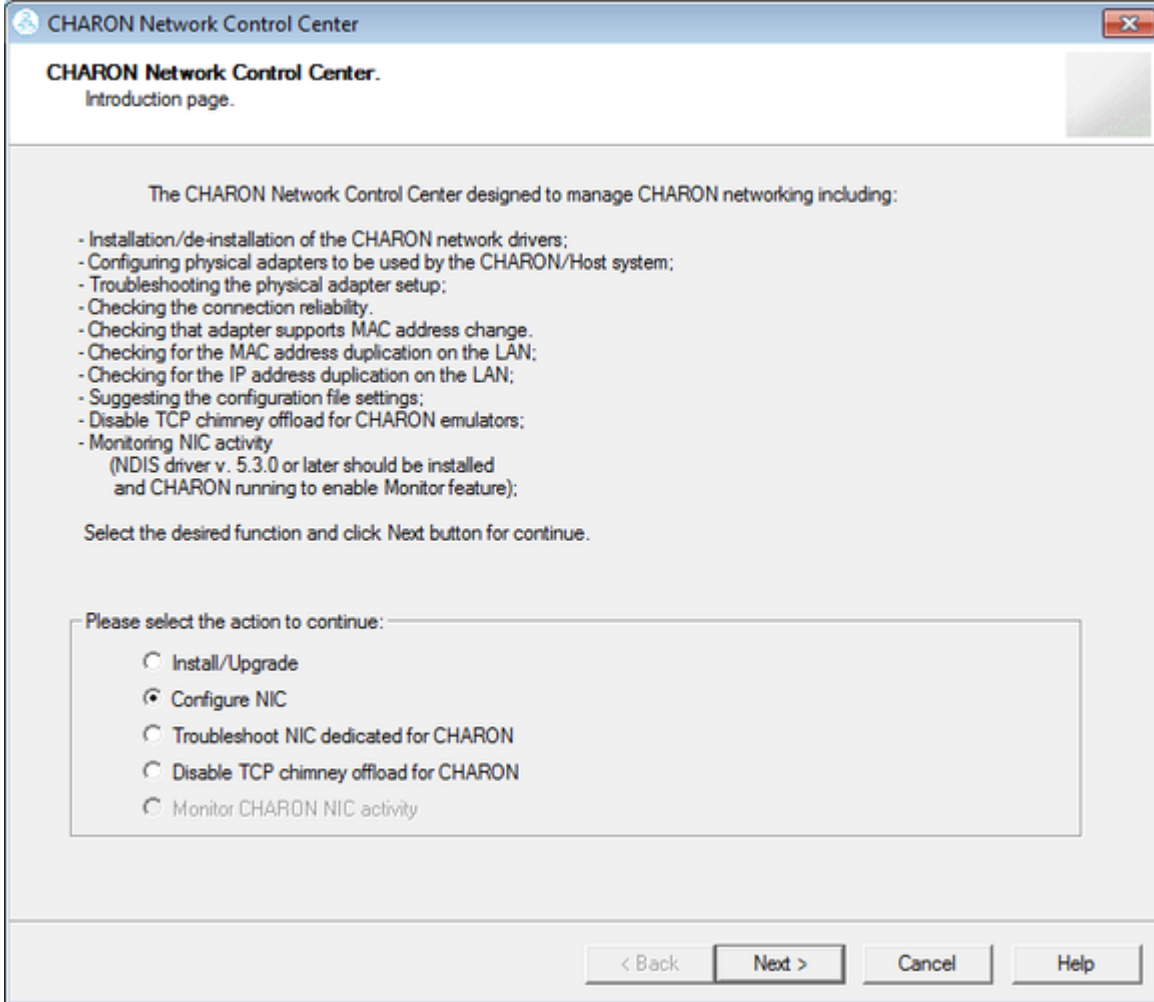 CHARON Network Control Center
CHARON Network Control Center.
Introduction page.
The CHARON Network Control Center designed to manage CHARON networking including:
- Installation/de-installation of the CHARON network drivers;
- Configuring physical adapters to be used by the CHARON/Host system;
- Troubleshooting the physical adapter setup;
- Checking the connection reliability.
- Checking that adapter supports MAC address change.
- Checking for the MAC address duplication on the LAN;
- Checking for the IP address duplication on the LAN;
- Suggesting the configuration file settings;
- Disable TCP chimney offload for CHARON emulators;
- Monitoring NIC activity
(NDIS driver v. 5.3.0 or later should be installed
and CHARON running to enable Monitor feature);
Select the desired function and click Next button for continue.
Please select the action to continue:
Install/Upgrade
Configure NIC
Troubleshoot NIC dedicated for CHARON
Disable TCP chimney offload for CHARON
Monitor CHARON NIC activity
< Back Next > Cancel Help